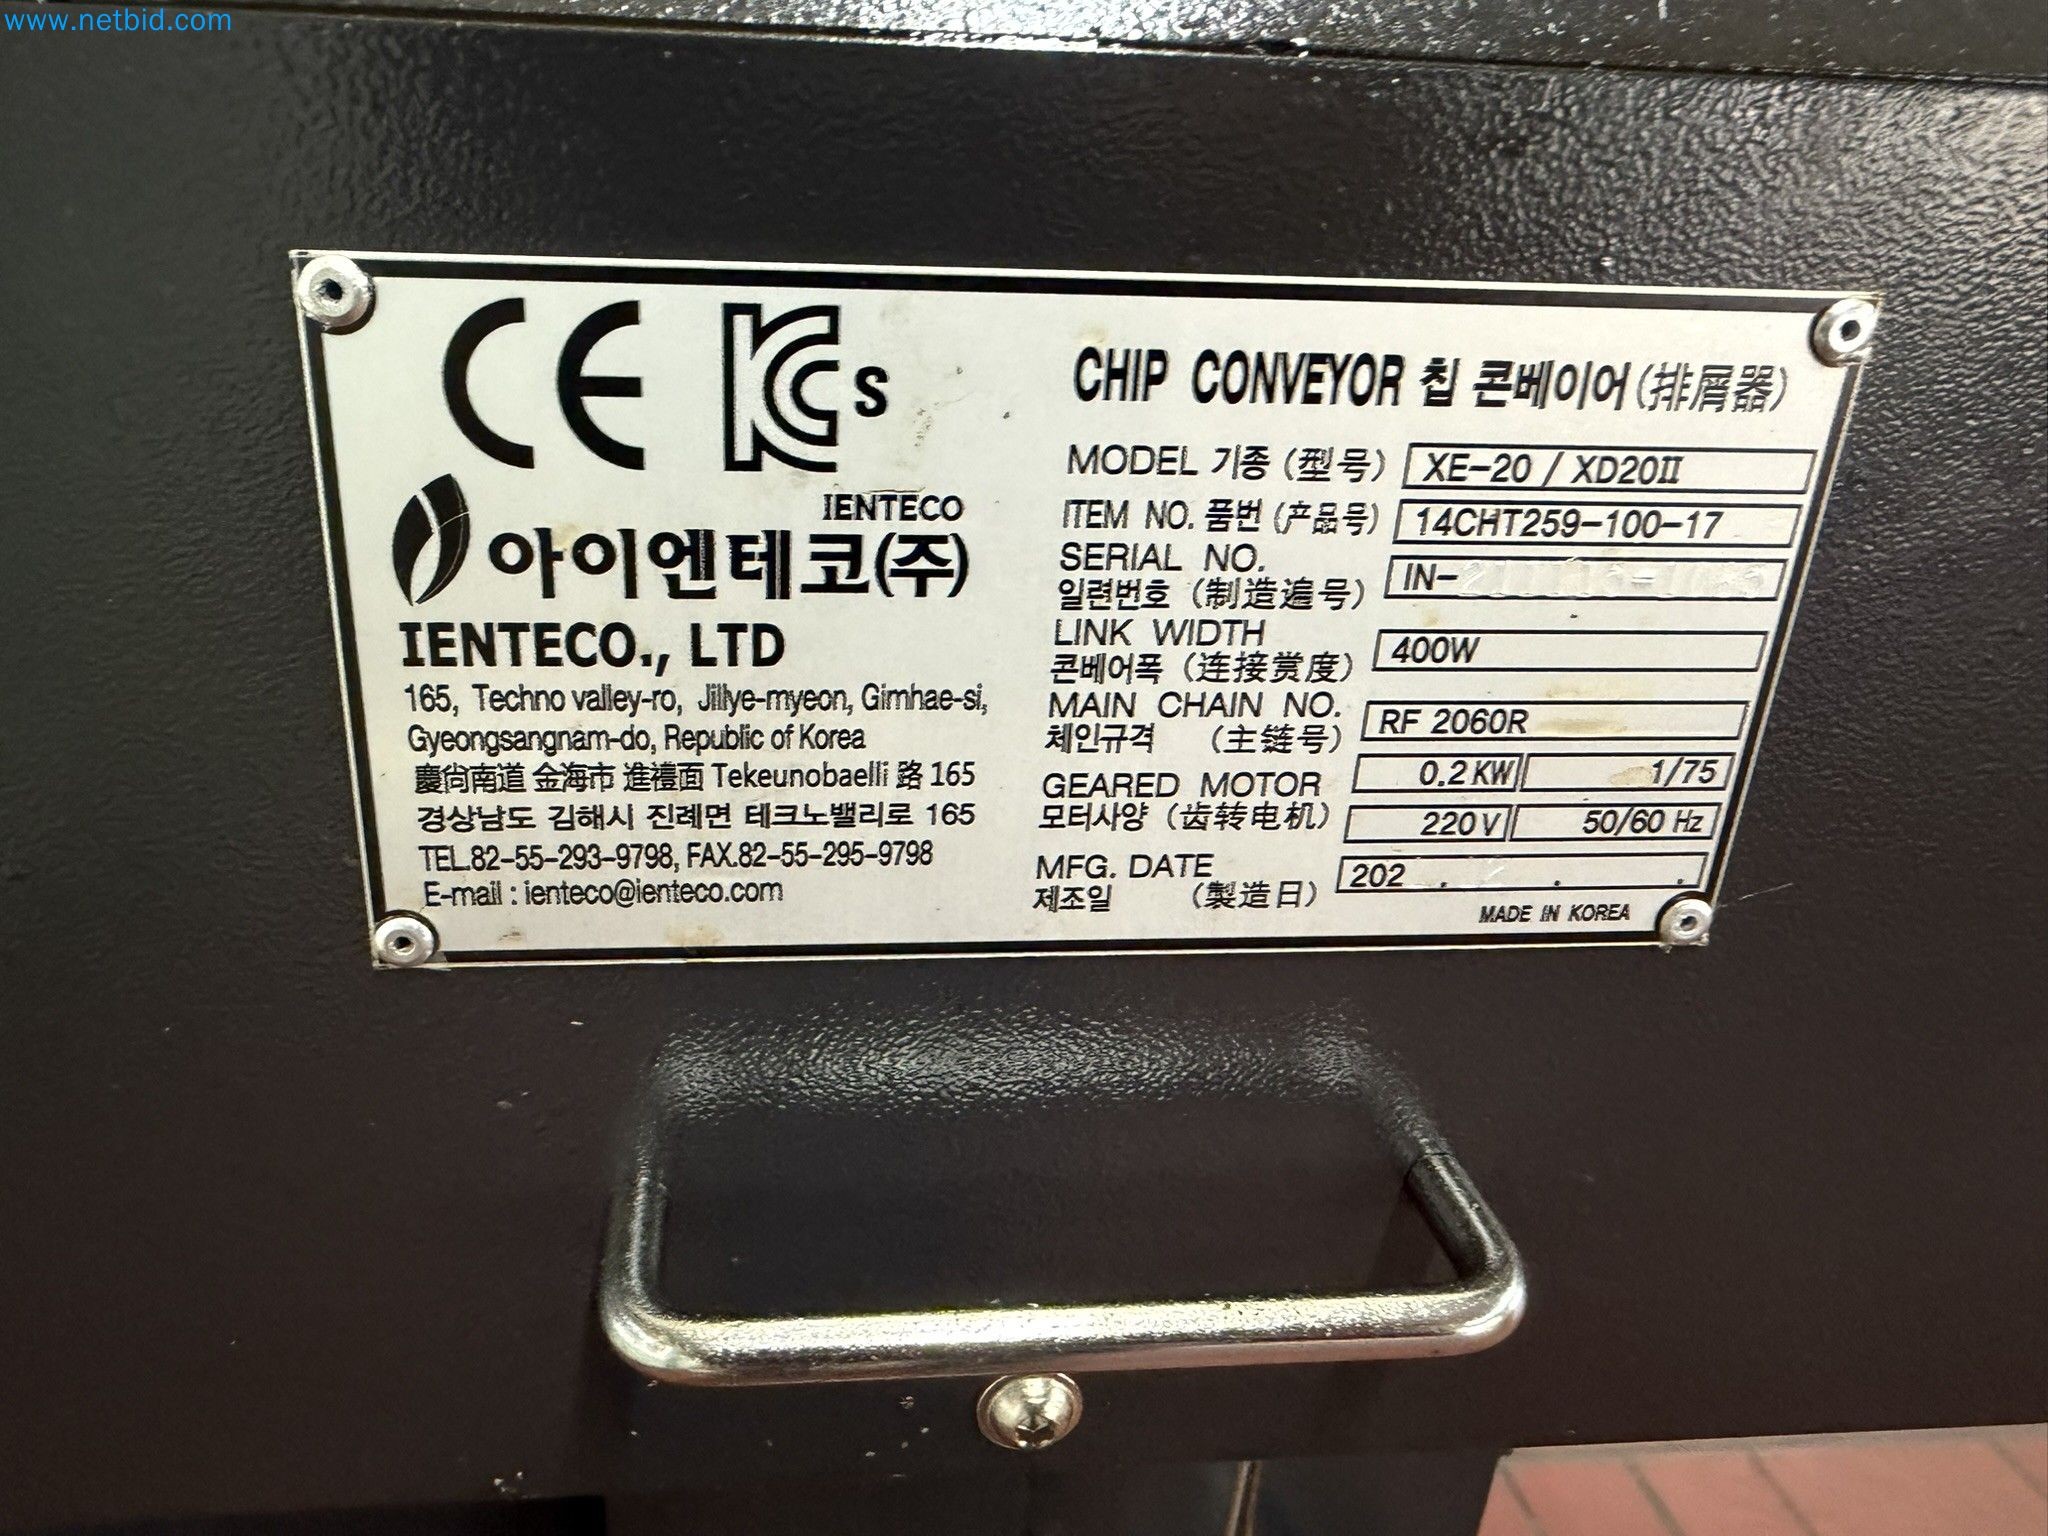 www.netbid.com
CE KCs
IENTECO
아이엔테코(주)
IENTECO., LTD
165, Techno valley-ro, Jillye-myeon, Gimhae-si,
Gyeongsangnam-do, Republic of Korea
慶尙南道 金海市 進禮面 Tekeunobaelli 路 165
경상남도 김해시 진례면 테크노밸리로 165
TEL.82-55-293-9798, FAX.82-55-295-9798
E-mail : ienteco@ienteco.com
CHIP CONVEYOR 칩 콘베이어(排屑器)
MODEL 기종 (型号) XE-20 / XD20II
ITEM NO. 품번 (产品号) 14CHT259-100-17
SERIAL NO.
일련번호 (制造遍号) IN-
LINK WIDTH
콘베어폭 (连接赏度) 400W
MAIN CHAIN NO.
체인규격 (主链号) RF 2060R
GEARED MOTOR 0.2 KW 1/75
모터사양 (齿转电机) 220 V 50/60 Hz
MFG. DATE
제조일 (製造日) 202 . . .
MADE IN KOREA